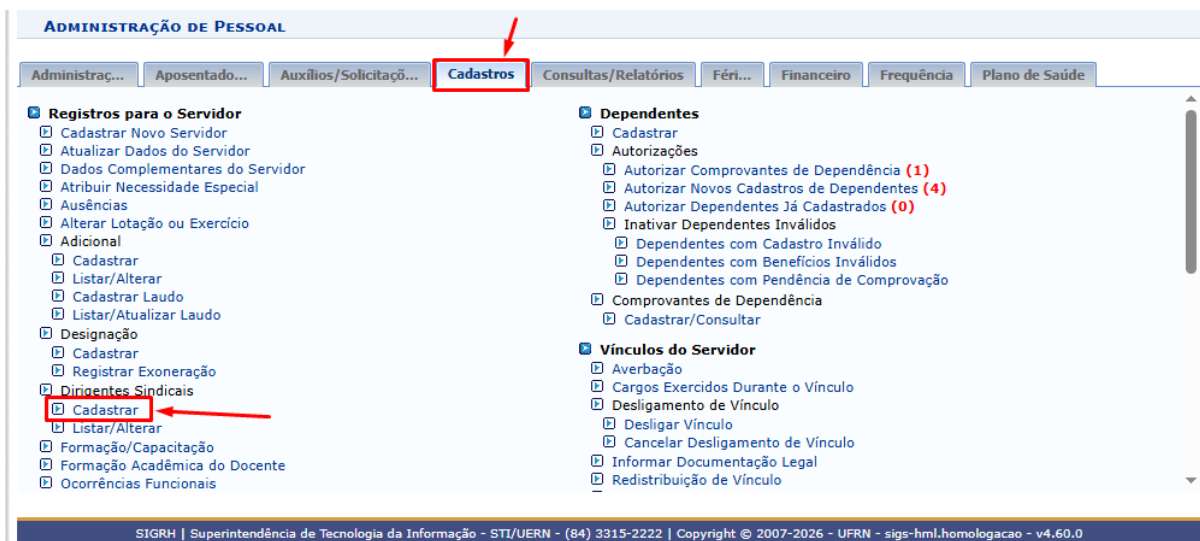 ADMINISTRAÇÃO DE PESSOAL
Administraç...
Aposentado...
Auxílios/Solicitaçõ...
Cadastros
Consultas/Relatórios
Féri...
Financeiro
Frequência
Plano de Saúde
Registros para o Servidor
Cadastrar Novo Servidor
Atualizar Dados do Servidor
Dados Complementares do Servidor
Atribuir Necessidade Especial
Ausências
Alterar Lotação ou Exercício
Adicional
Cadastrar
Listar/Alterar
Cadastrar Laudo
Listar/Atualizar Laudo
Designação
Cadastrar
Registrar Exoneração
Dirigentes Sindicais
Cadastrar
Listar/Alterar
Formação/Capacitação
Formação Acadêmica do Docente
Ocorrências Funcionais
Dependentes
Cadastrar
Autorizações
Autorizar Comprovantes de Dependência (1)
Autorizar Novos Cadastros de Dependentes (4)
Autorizar Dependentes Já Cadastrados (0)
Inativar Dependentes Inválidos
Dependentes com Cadastro Inválido
Dependentes com Benefícios Inválidos
Dependentes com Pendência de Comprovação
Comprovantes de Dependência
Cadastrar/Consultar
Vínculos do Servidor
Averbação
Cargos Exercidos Durante o Vínculo
Desligamento de Vínculo
Desligar Vínculo
Cancelar Desligamento de Vínculo
Informar Documentação Legal
Redistribuição de Vínculo
SIGRH | Superintendência de Tecnologia da Informação - STI/UERN - (84) 3315-2222 | Copyright © 2007-2026 - UFRN - sigs-hml.homologacao - v4.60.0